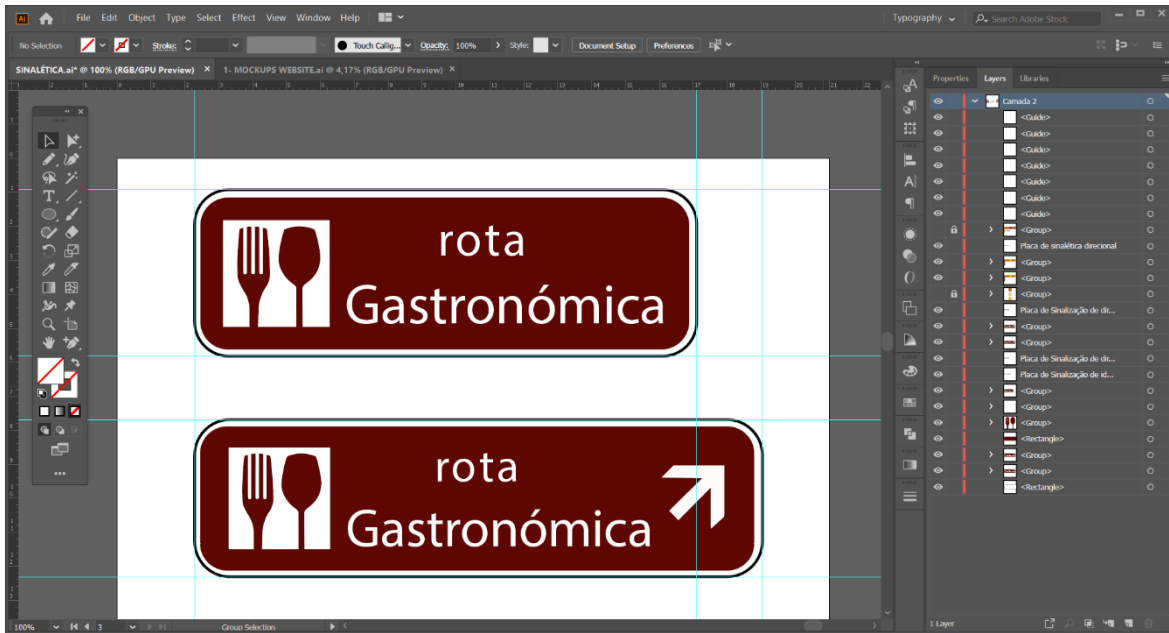 Ai File Edit Object Type Select Effect View Window Help Typography Search Adobe Stock
No Selection Stroke: Touch Callig... Opacity: 100% Style: Document Setup Preferences
SINALÉTICA.ai* @ 100% (RGB/GPU Preview) × 1- MOCKUPS WEBSITE.ai @ 4,17% (RGB/GPU Preview) ×
Properties Layers Libraries
Camada 2
<Guide>
<Guide>
<Guide>
<Guide>
<Guide>
<Guide>
<Guide>
<Group>
Placa de sinalética direcional
<Group>
<Group>
<Group>
Placa de Sinalização de dir...
<Group>
<Group>
Placa de Sinalização de dir...
Placa de Sinalização de id...
<Group>
<Group>
<Group>
<Rectangle>
<Group>
<Group>
<Rectangle>
rota
Gastronómica
rota
Gastronómica
100% 3 Group Selection 1 Layer